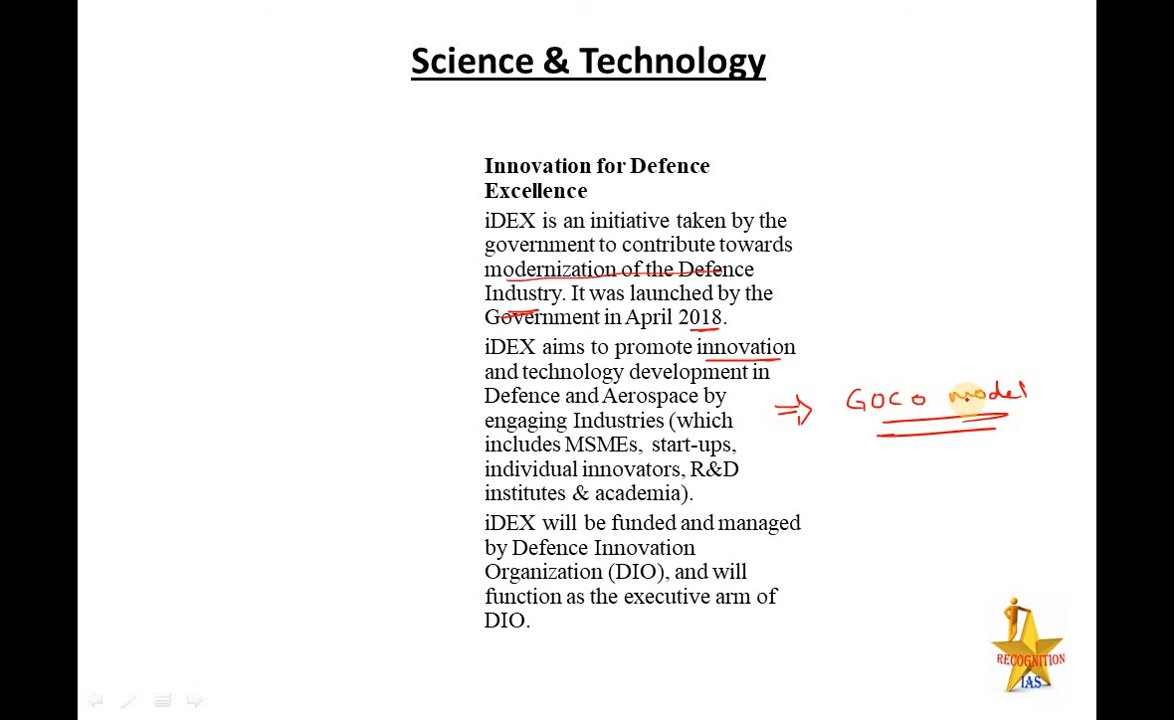 Science & Technology
Innovation for Defence
Excellence
iDEX is an initiative taken by the
government to contribute towards
modernization of the Defence
Industry. It was launched by the
Government in April 2018.
iDEX aims to promote innovation
and technology development in
Defence and Aerospace by
engaging Industries (which
includes MSMEs, start-ups,
individual innovators, R&D
institutes & academia).
⇒ GOCO model
iDEX will be funded and managed
by Defence Innovation
Organization (DIO), and will
function as the executive arm of
DIO.
RECOGNITION
IAS